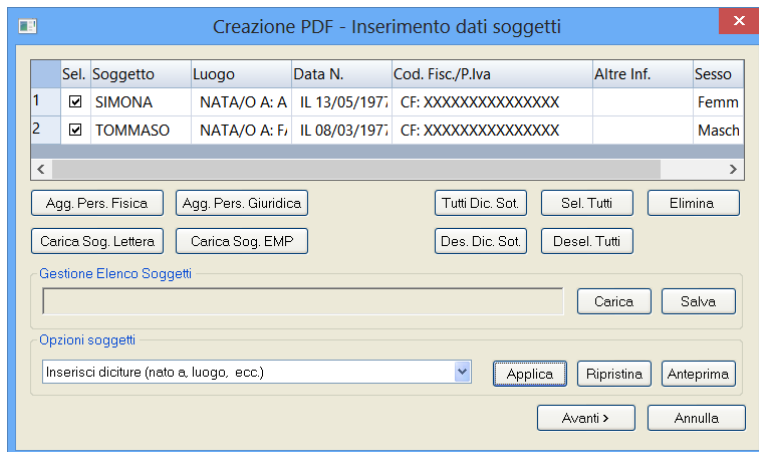 Creazione PDF - Inserimento dati soggetti
Sel. Soggetto Luogo Data N. Cod. Fisc./P.Iva Altre Inf. Sesso
1 SIMONA NATA/O A: A IL 13/05/1977 CF: XXXXXXXXXXXXXXX Femm
2 TOMMASO NATA/O A: F IL 08/03/1977 CF: XXXXXXXXXXXXXXX Masch
Agg. Pers. Fisica Agg. Pers. Giuridica Tutti Dic. Sot. Sel. Tutti Elimina
Carica Sog. Lettera Carica Sog. EMP Des. Dic. Sot. Desel. Tutti
Gestione Elenco Soggetti
Carica Salva
Opzioni soggetti
Inserisci diciture (nato a, luogo, ecc.) Applica Ripristina Anteprima
Avanti > Annulla